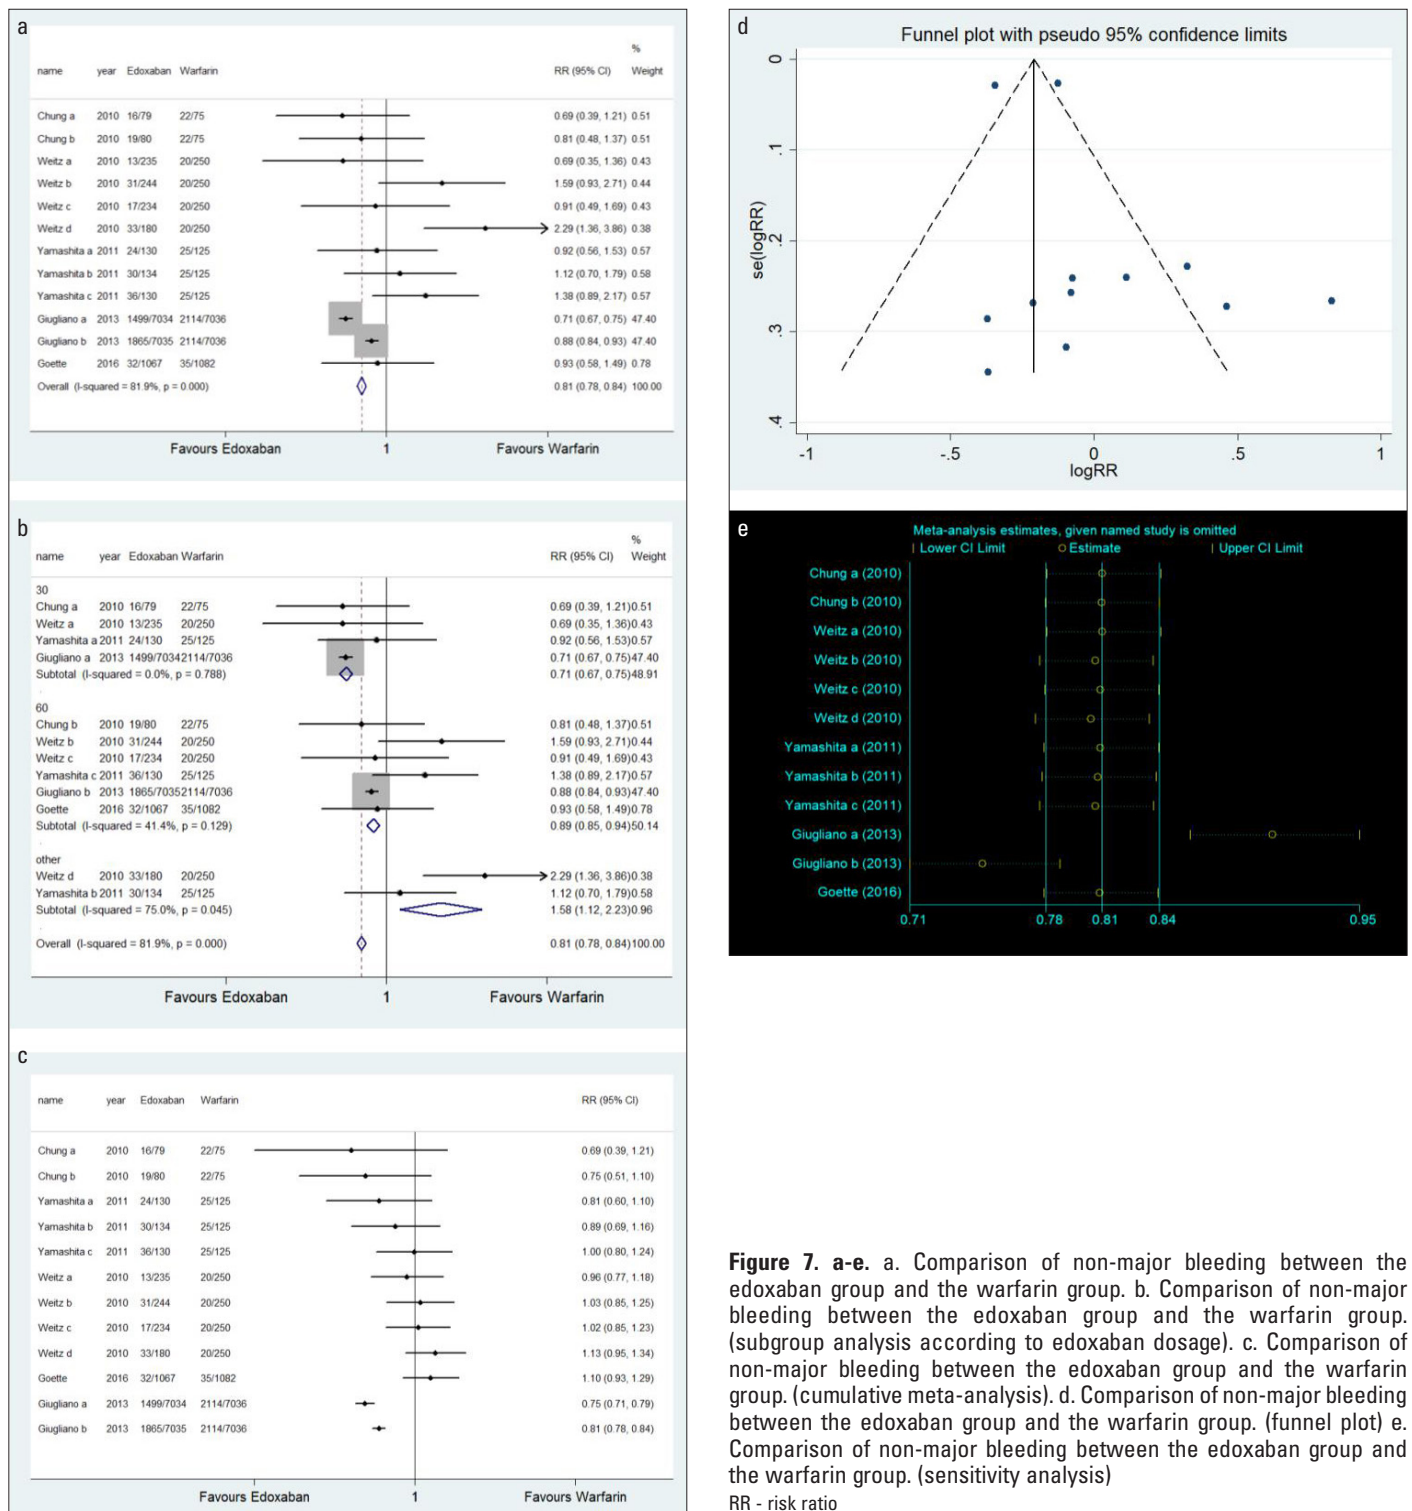 a
%
name year Edoxaban Warfarin RR (95% CI) Weight
Chung a 2010 16/79 22/75 0.69 (0.39, 1.21) 0.51
Chung b 2010 19/80 22/75 0.81 (0.48, 1.37) 0.51
Weitz a 2010 13/235 20/250 0.69 (0.35, 1.36) 0.43
Weitz b 2010 31/244 20/250 1.59 (0.93, 2.71) 0.44
Weitz c 2010 17/234 20/250 0.91 (0.49, 1.69) 0.43
Weitz d 2010 33/180 20/250 2.29 (1.36, 3.86) 0.38
Yamashita a 2011 24/130 25/125 0.92 (0.56, 1.53) 0.57
Yamashita b 2011 30/134 25/125 1.12 (0.70, 1.79) 0.58
Yamashita c 2011 36/130 25/125 1.38 (0.89, 2.17) 0.57
Giugliano a 2013 1499/7034 2114/7036 0.71 (0.67, 0.75) 47.40
Giugliano b 2013 1865/7035 2114/7036 0.88 (0.84, 0.93) 47.40
Goette 2016 32/1067 35/1082 0.93 (0.58, 1.49) 0.78
Overall (I-squared = 81.9%, p = 0.000) 0.81 (0.78, 0.84) 100.00
Favours Edoxaban 1 Favours Warfarin
b
%
name year Edoxaban Warfarin RR (95% CI) Weight
30
Chung a 2010 16/79 22/75 0.69 (0.39, 1.21)0.51
Weitz a 2010 13/235 20/250 0.69 (0.35, 1.36)0.43
Yamashita a 2011 24/130 25/125 0.92 (0.56, 1.53)0.57
Giugliano a 2013 1499/70342114/7036 0.71 (0.67, 0.75)47.40
Subtotal (I-squared = 0.0%, p = 0.788) 0.71 (0.67, 0.75)48.91
.
60
Chung b 2010 19/80 22/75 0.81 (0.48, 1.37)0.51
Weitz b 2010 31/244 20/250 1.59 (0.93, 2.71)0.44
Weitz c 2010 17/234 20/250 0.91 (0.49, 1.69)0.43
Yamashita c 2011 36/130 25/125 1.38 (0.89, 2.17)0.57
Giugliano b 2013 1865/70352114/7036 0.88 (0.84, 0.93)47.40
Goette 2016 32/1067 35/1082 0.93 (0.58, 1.49)0.78
Subtotal (I-squared = 41.4%, p = 0.129) 0.89 (0.85, 0.94)50.14
.
other
Weitz d 2010 33/180 20/250 2.29 (1.36, 3.86)0.38
Yamashita b 2011 30/134 25/125 1.12 (0.70, 1.79)0.58
Subtotal (I-squared = 75.0%, p = 0.045) 1.58 (1.12, 2.23)0.96
.
Overall (I-squared = 81.9%, p = 0.000) 0.81 (0.78, 0.84)100.00
Favours Edoxaban 1 Favours Warfarin
c
name year Edoxaban Warfarin RR (95% CI)
Chung a 2010 16/79 22/75 0.69 (0.39, 1.21)
Chung b 2010 19/80 22/75 0.75 (0.51, 1.10)
Yamashita a 2011 24/130 25/125 0.81 (0.60, 1.10)
Yamashita b 2011 30/134 25/125 0.89 (0.69, 1.16)
Yamashita c 2011 36/130 25/125 1.00 (0.80, 1.24)
Weitz a 2010 13/235 20/250 0.96 (0.77, 1.18)
Weitz b 2010 31/244 20/250 1.03 (0.85, 1.25)
Weitz c 2010 17/234 20/250 1.02 (0.85, 1.23)
Weitz d 2010 33/180 20/250 1.13 (0.95, 1.34)
Goette 2016 32/1067 35/1082 1.10 (0.93, 1.29)
Giugliano a 2013 1499/7034 2114/7036 0.75 (0.71, 0.79)
Giugliano b 2013 1865/7035 2114/7036 0.81 (0.78, 0.84)
Favours Edoxaban 1 Favours Warfarin
d
Funnel plot with pseudo 95% confidence limits
se(logRR)
0
.1
.2
.3
.4
-1 -.5 0 .5 1
logRR
e
Meta-analysis estimates, given named study is omitted
Lower CI Limit Estimate Upper CI Limit
Chung a (2010)
Chung b (2010)
Weitz a (2010)
Weitz b (2010)
Weitz c (2010)
Weitz d (2010)
Yamashita a (2011)
Yamashita b (2011)
Yamashita c (2011)
Giugliano a (2013)
Giugliano b (2013)
Goette (2016)
0.71 0.78 0.81 0.84 0.95
Figure 7. a-e. a. Comparison of non-major bleeding between the
edoxaban group and the warfarin group. b. Comparison of non-major
bleeding between the edoxaban group and the warfarin group.
(subgroup analysis according to edoxaban dosage). c. Comparison of
non-major bleeding between the edoxaban group and the warfarin
group. (cumulative meta-analysis). d. Comparison of non-major bleeding
between the edoxaban group and the warfarin group. (funnel plot) e.
Comparison of non-major bleeding between the edoxaban group and
the warfarin group. (sensitivity analysis)
RR - risk ratio